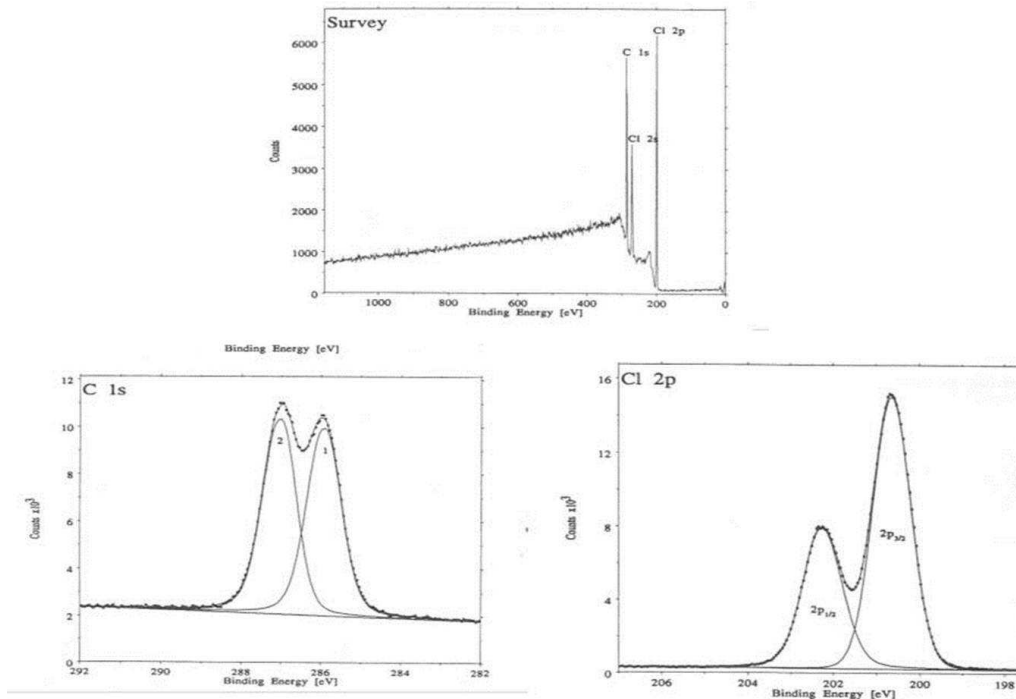 Survey
6000
5000
4000
3000
2000
1000
0
Counts
C 1s
Cl 2s
Cl 2p
1000 800 600 400 200 0
Binding Energy [eV]
Binding Energy [eV]
C 1s
12
10
8
6
4
2
0
Counts x10³
2
1
292 290 288 286 284 282
Binding Energy [eV]
Cl 2p
16
12
8
4
0
Counts x10³
2p1/2
2p3/2
206 204 202 200 198
Binding Energy [eV]